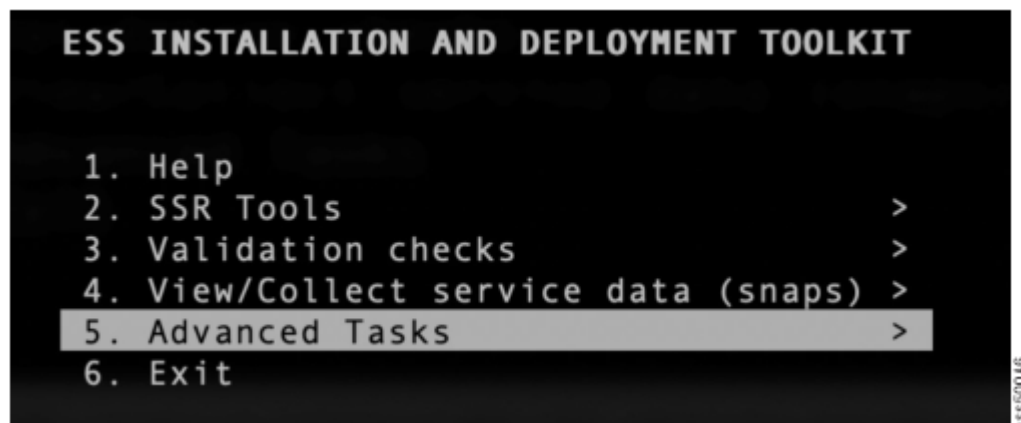 ESS INSTALLATION AND DEPLOYMENT TOOLKIT
1. Help
2. SSR Tools >
3. Validation checks >
4. View/Collect service data (snaps) >
5. Advanced Tasks >
6. Exit